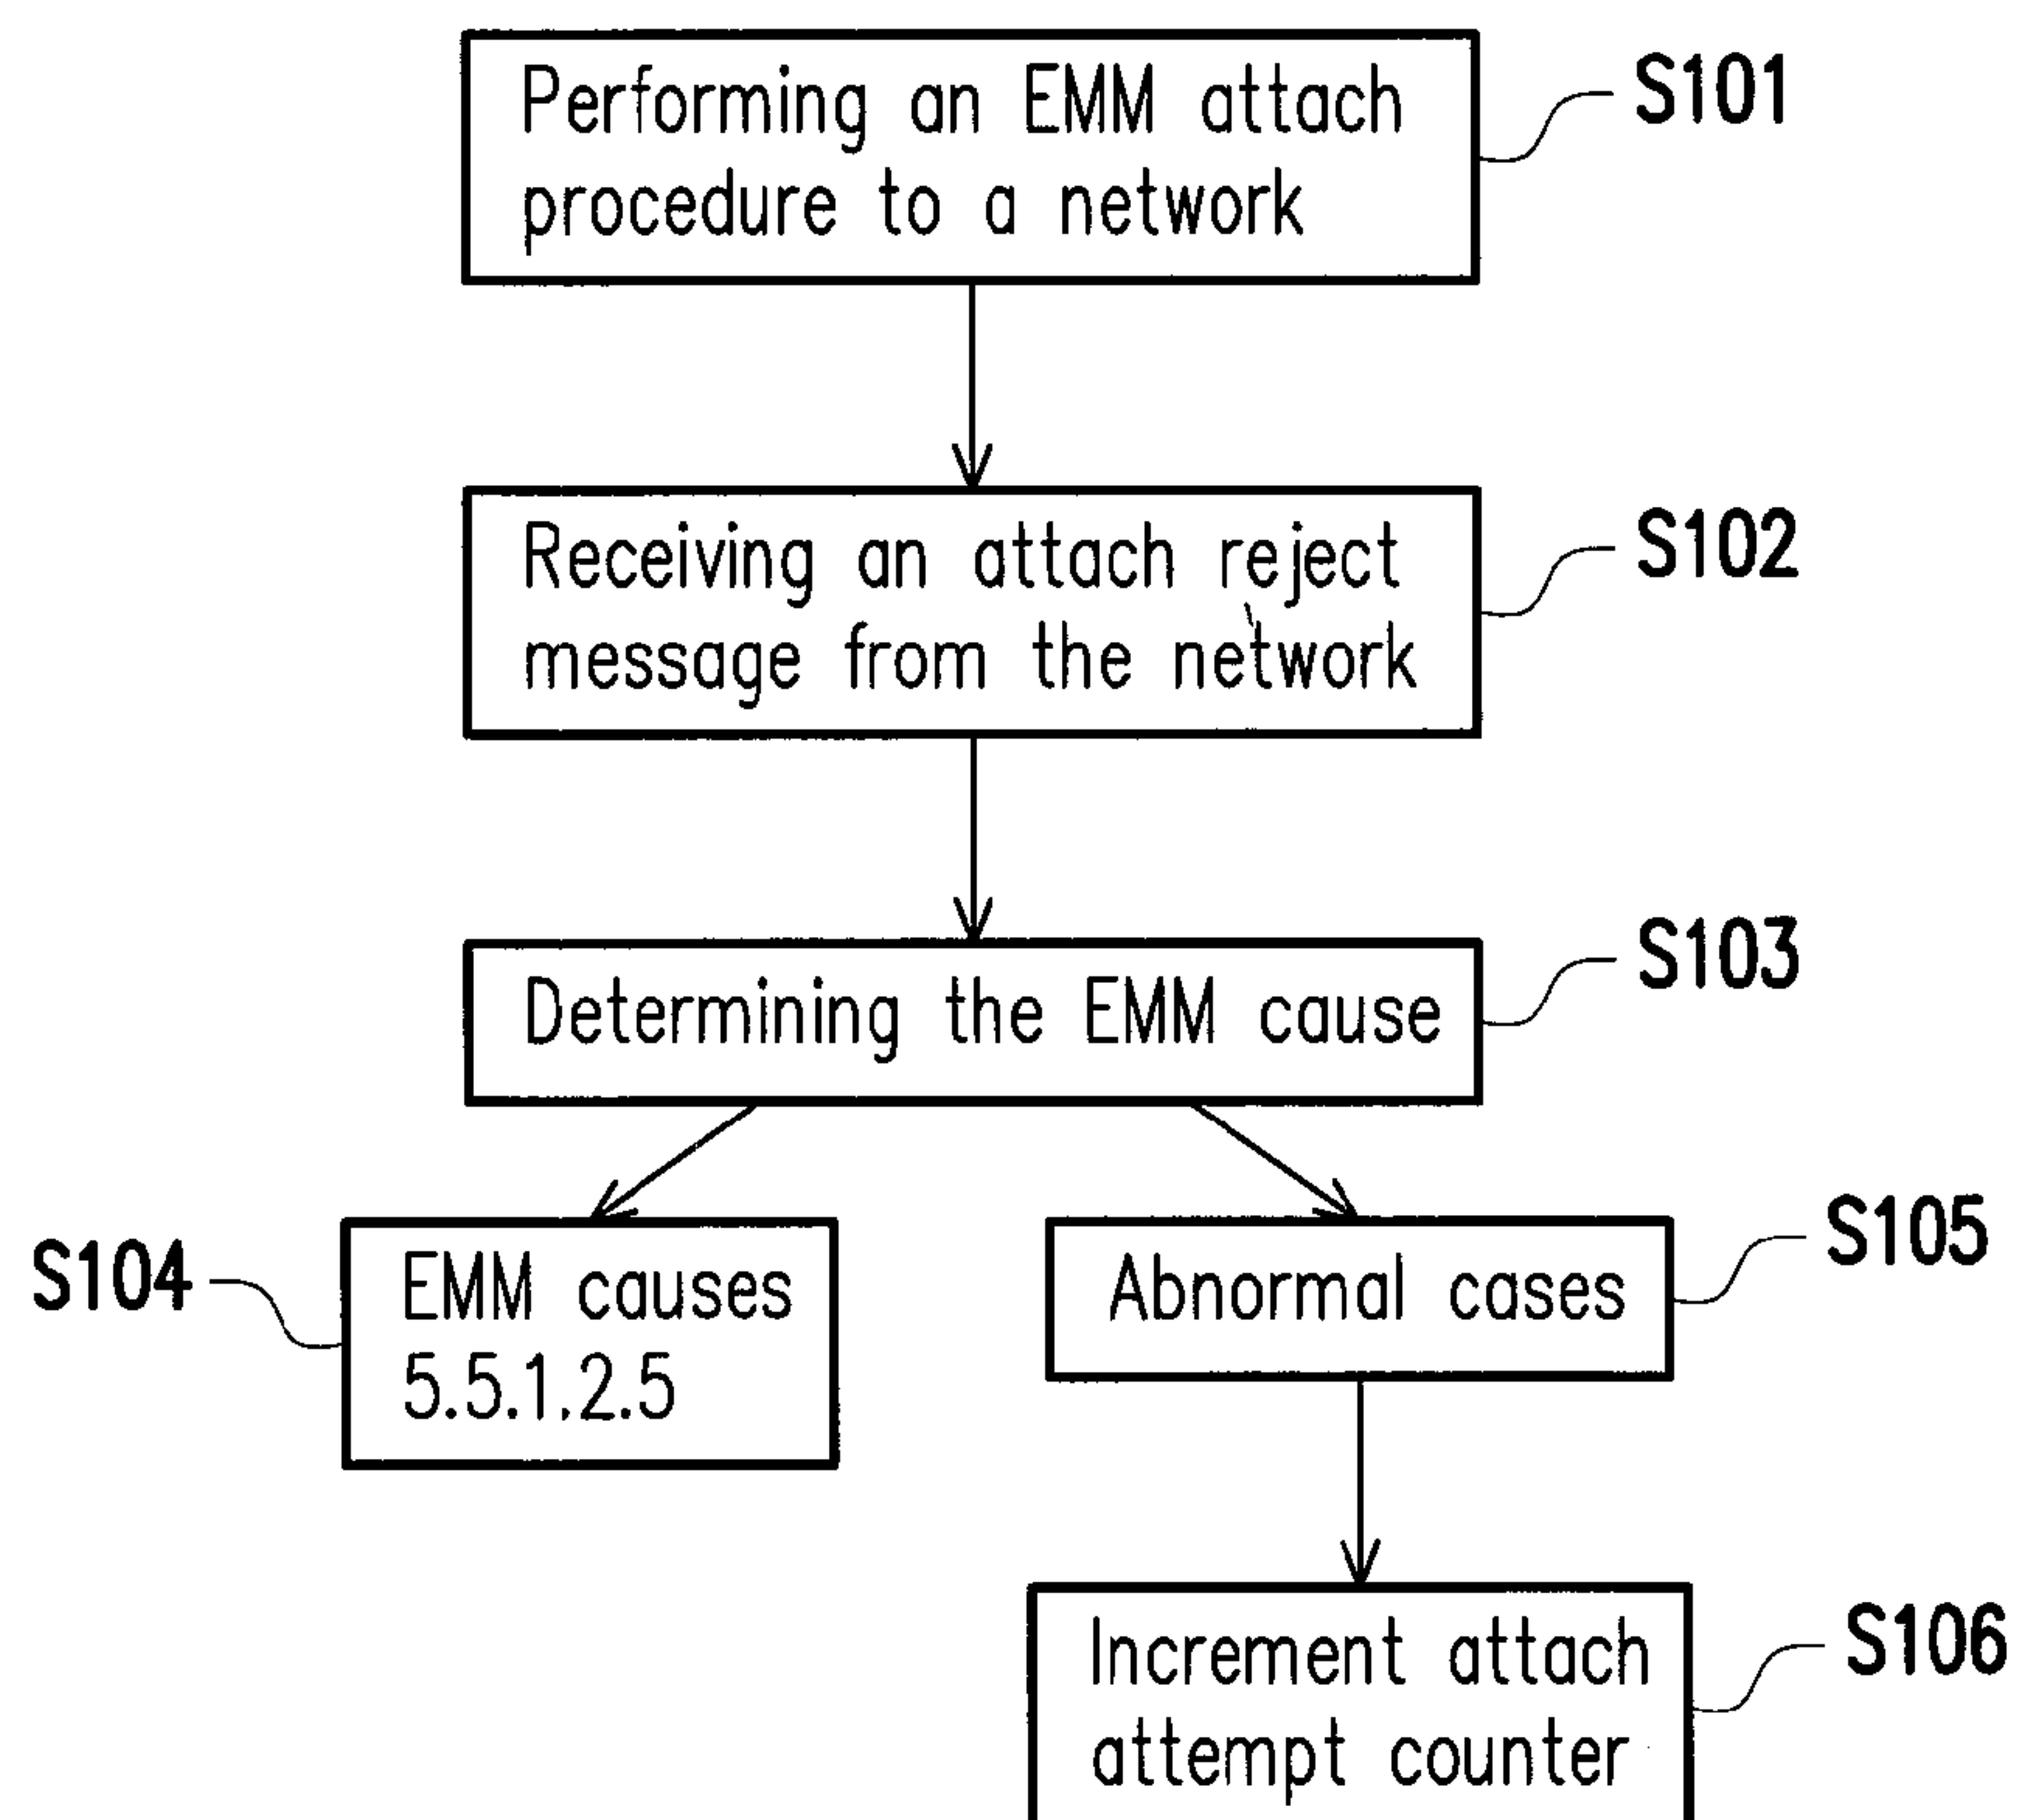 Performing an EMM attach
procedure to a network
S101
Receiving an attach reject
message from the network
S102
Determining the EMM cause
S103
S104
EMM causes
5.5.1.2.5
Abnormal cases
S105
Increment attach
attempt counter
S106